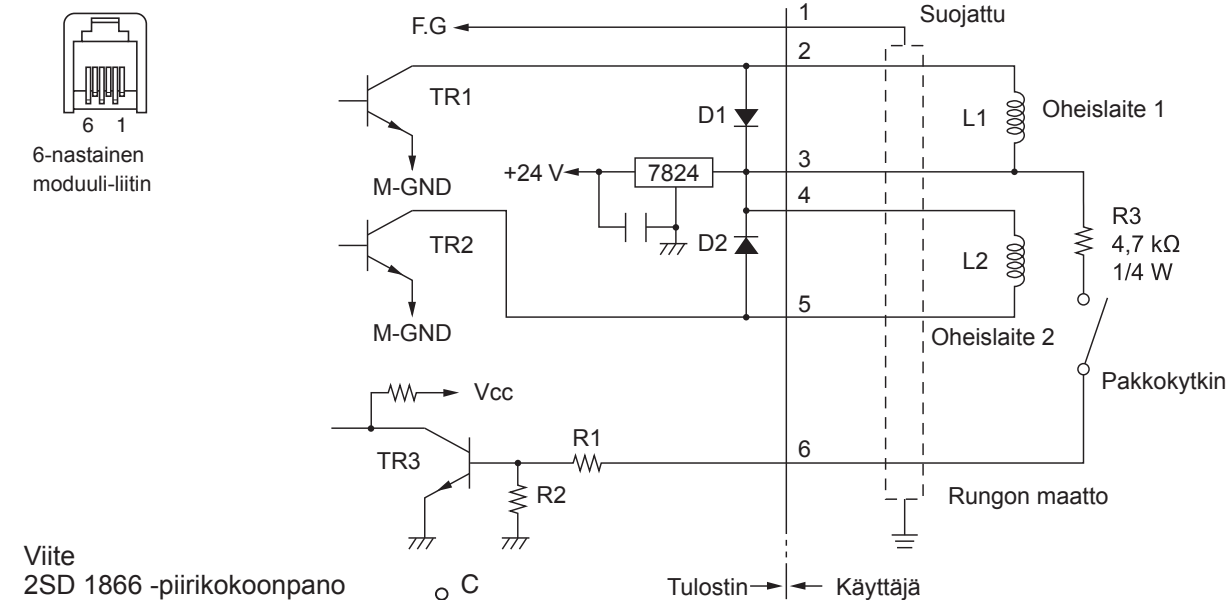 6 1
6-nastainen
moduuli-liitin
F.G
1
Suojattu
2
TR1
D1
L1
Oheislaite 1
M-GND
+24 V
7824
3
4
R3
4,7 kΩ
1/4 W
TR2
D2
L2
5
M-GND
Oheislaite 2
Pakkokytkin
Vcc
R1
6
TR3
R2
Rungon maatto
Viite
2SD 1866 -piirikokoonpano
C
Tulostin
Käyttäjä